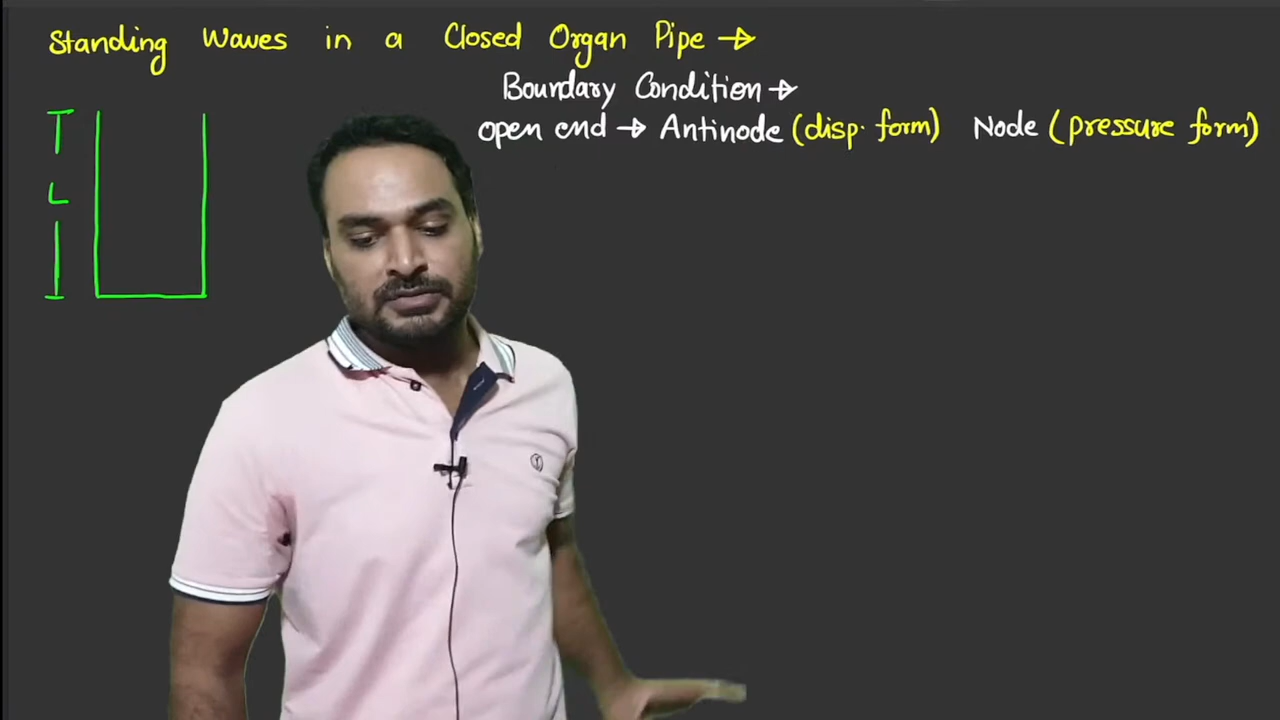 Standing Waves in a Closed Organ Pipe →
Boundary Condition →
open end → Antinode (disp. form) Node (pressure form)
L